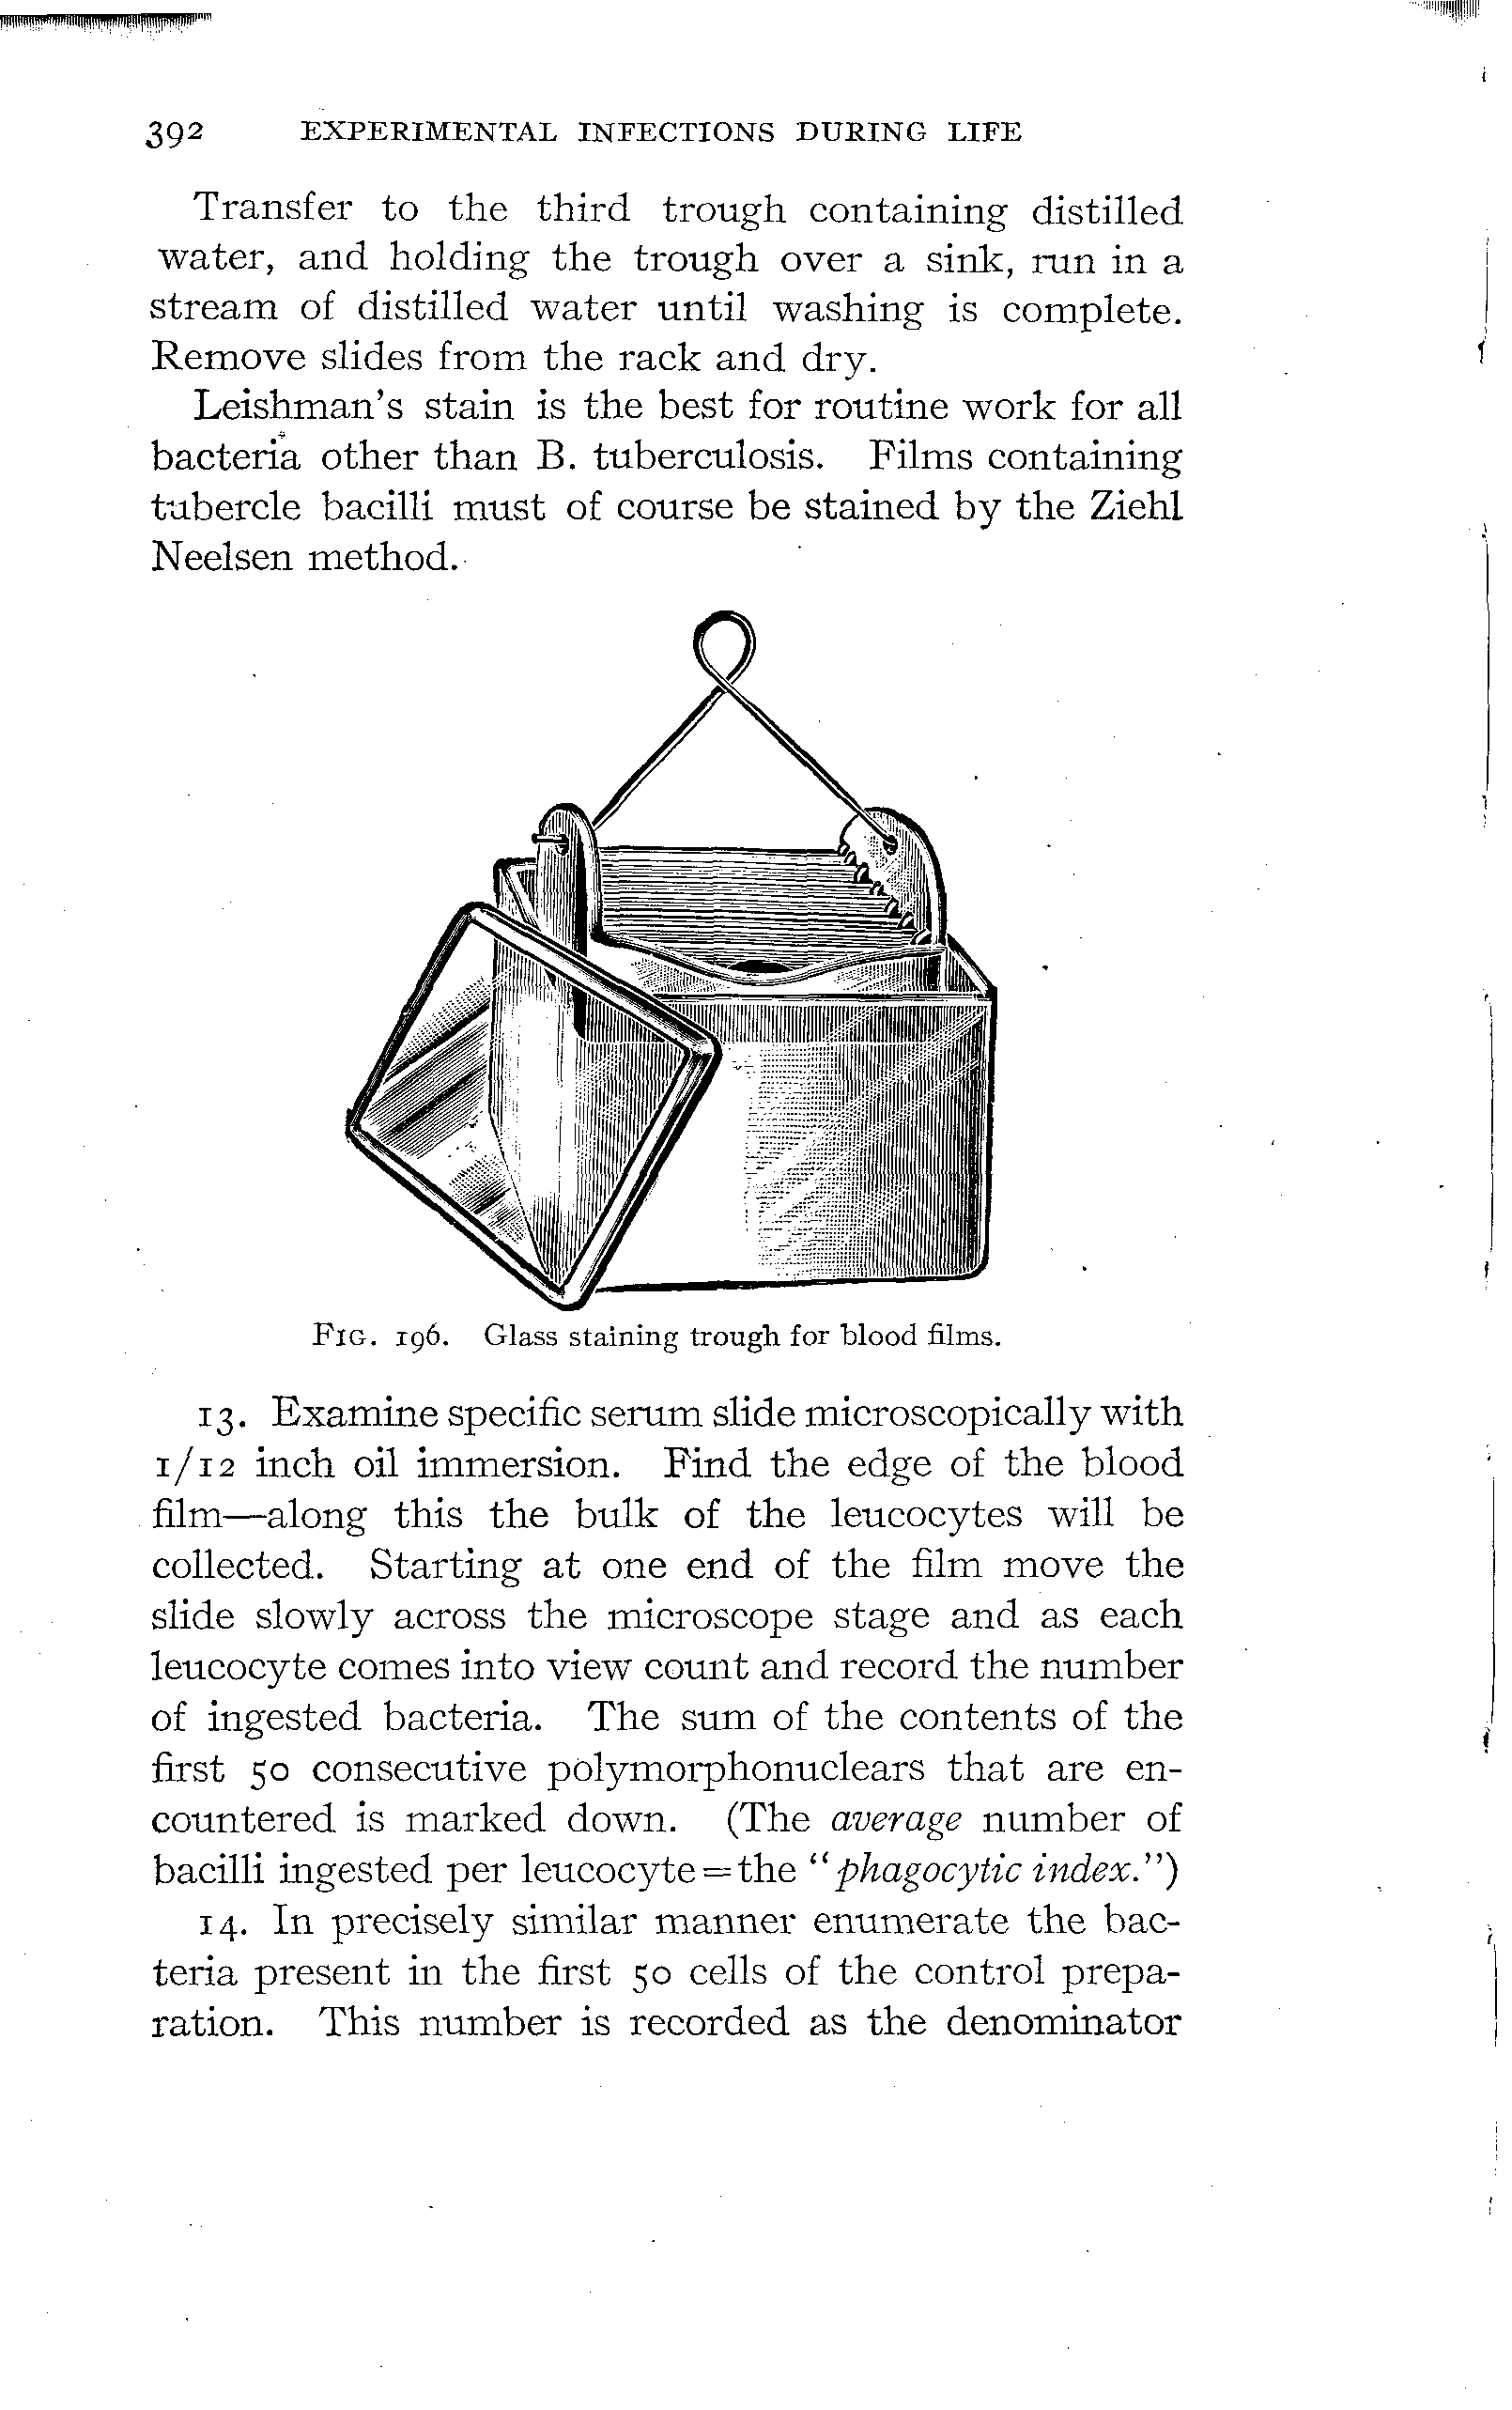 392 EXPERIMENTAL INFECTIONS DURING LIFE
Transfer to the third trough containing distilled
water, and holding the trough over a sink, run in a
stream of distilled water until washing is complete.
Remove slides from the rack and dry.
Leishman's stain is the best for routine work for all
bacteria other than B. tuberculosis. Films containing
tubercle bacilli must of course be stained by the Ziehl
Neelsen method.
FIG. 196. Glass staining trough for blood films.
13. Examine specific serum slide microscopically with
1/12 inch oil immersion. Find the edge of the blood
film—along this the bulk of the leucocytes will be
collected. Starting at one end of the film move the
slide slowly across the microscope stage and as each
leucocyte comes into view count and record the number
of ingested bacteria. The sum of the contents of the
first 50 consecutive polymorphonuclears that are en-
countered is marked down. (The average number of
bacilli ingested per leucocyte=the "phagocytic index.")
14. In precisely similar manner enumerate the bac-
teria present in the first 50 cells of the control prepa-
ration. This number is recorded as the denominator